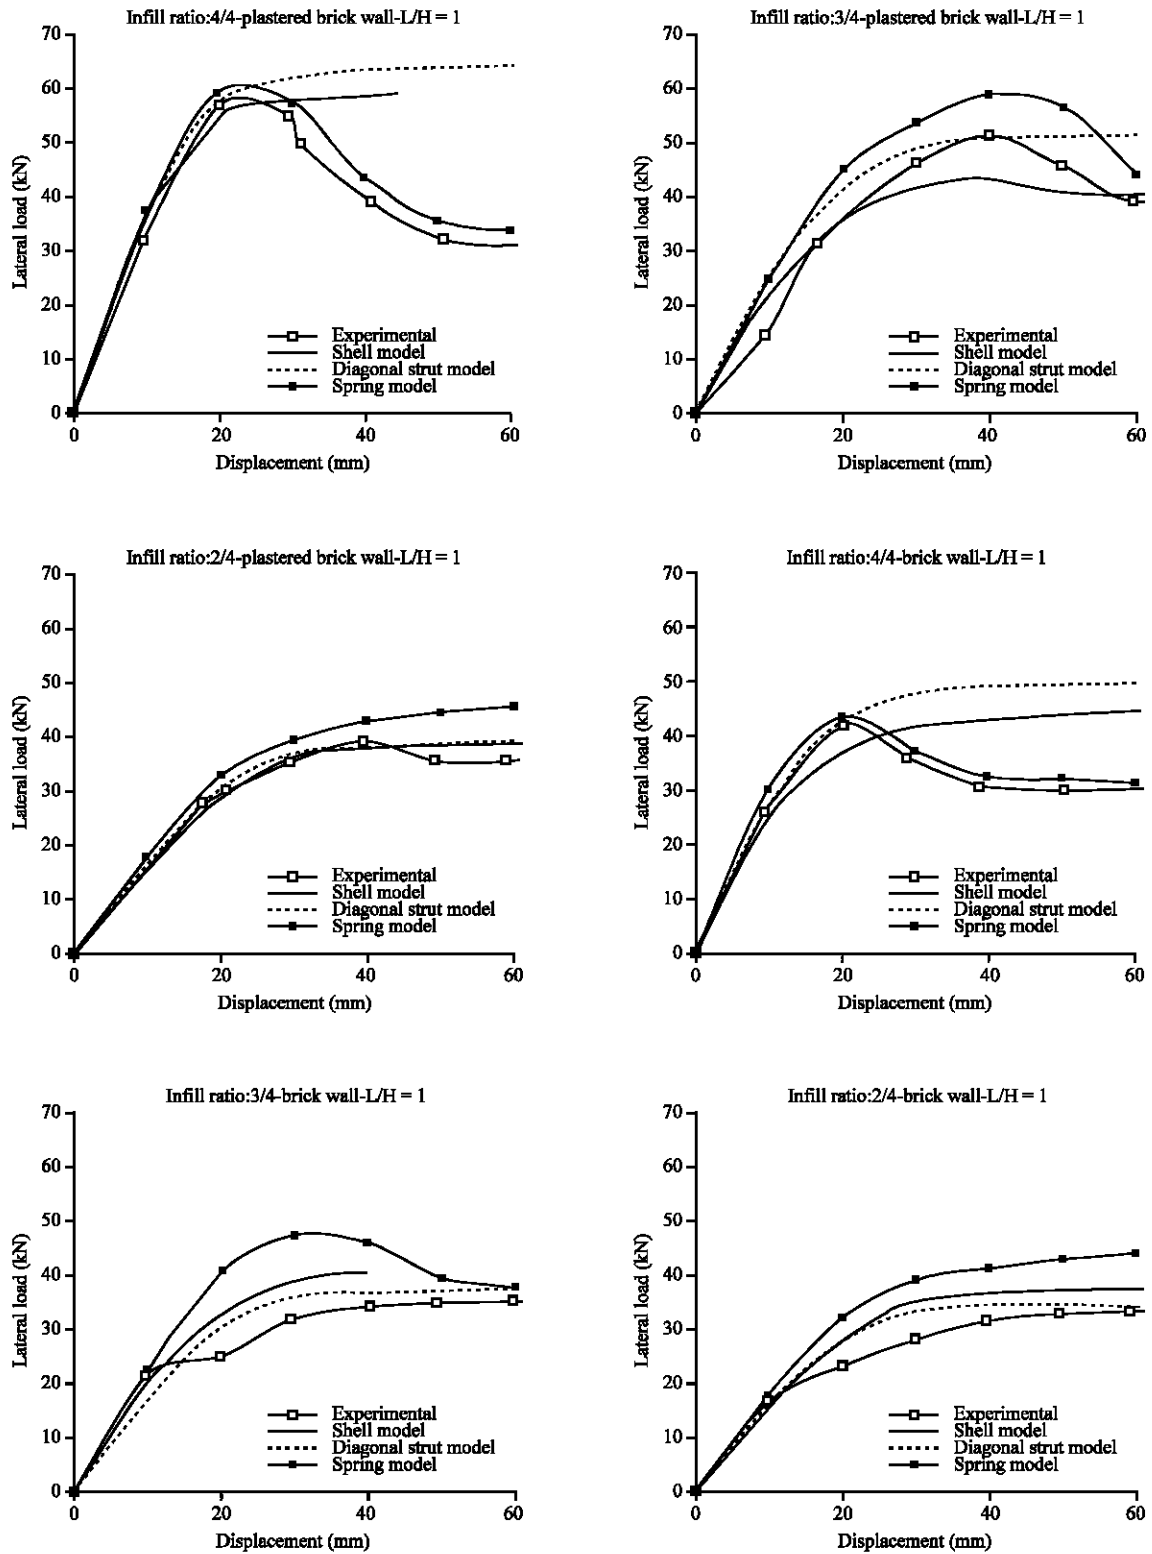 Infill ratio:4/4-plastered brick wall-L/H = 1
70
60
50
40
30
20
10
0
Lateral load (kN)
Experimental
Shell model
Diagonal strut model
Spring model
0 20 40 60
Displacement (mm)
Infill ratio:3/4-plastered brick wall-L/H = 1
70
60
50
40
30
20
10
0
Lateral load (kN)
Experimental
Shell model
Diagonal strut model
Spring model
0 20 40 60
Displacement (mm)
Infill ratio:2/4-plastered brick wall-L/H = 1
70
60
50
40
30
20
10
0
Lateral load (kN)
Experimental
Shell model
Diagonal strut model
Spring model
0 20 40 60
Displacement (mm)
Infill ratio:4/4-brick wall-L/H = 1
70
60
50
40
30
20
10
0
Lateral load (kN)
Experimental
Shell model
Diagonal strut model
Spring model
0 20 40 60
Displacement (mm)
Infill ratio:3/4-brick wall-L/H = 1
70
60
50
40
30
20
10
0
Lateral load (kN)
Experimental
Shell model
Diagonal strut model
Spring model
0 20 40 60
Displacement (mm)
Infill ratio:2/4-brick wall-L/H = 1
70
60
50
40
30
20
10
0
Lateral load (kN)
Experimental
Shell model
Diagonal strut model
Spring model
0 20 40 60
Displacement (mm)